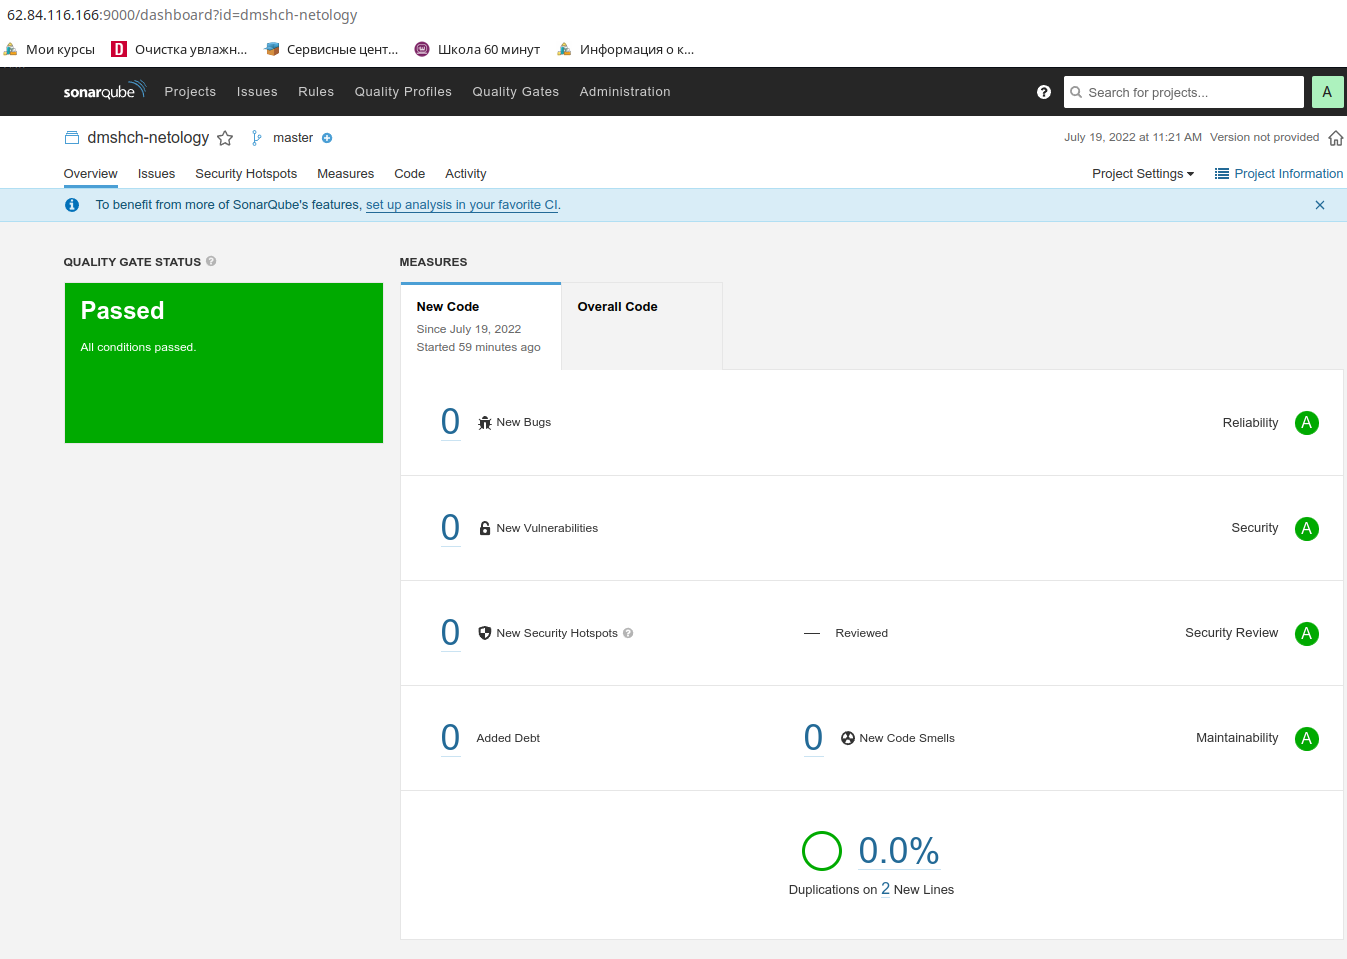 62.84.116.166:9000/dashboard?id=dmshch-netology
Мои курсы Очистка увлажн... Сервисные цент... Школа 60 минут Информация о к...
sonarqube Projects Issues Rules Quality Profiles Quality Gates Administration ? Search for projects... A
dmshch-netology master July 19, 2022 at 11:21 AM Version not provided
Overview Issues Security Hotspots Measures Code Activity Project Settings Project Information
To benefit from more of SonarQube's features, set up analysis in your favorite CI.
QUALITY GATE STATUS ? MEASURES
Passed
All conditions passed.
New Code Overall Code
Since July 19, 2022
Started 59 minutes ago
0 New Bugs Reliability A
0 New Vulnerabilities Security A
0 New Security Hotspots ? — Reviewed Security Review A
0 Added Debt 0 New Code Smells Maintainability A
0.0%
Duplications on 2 New Lines